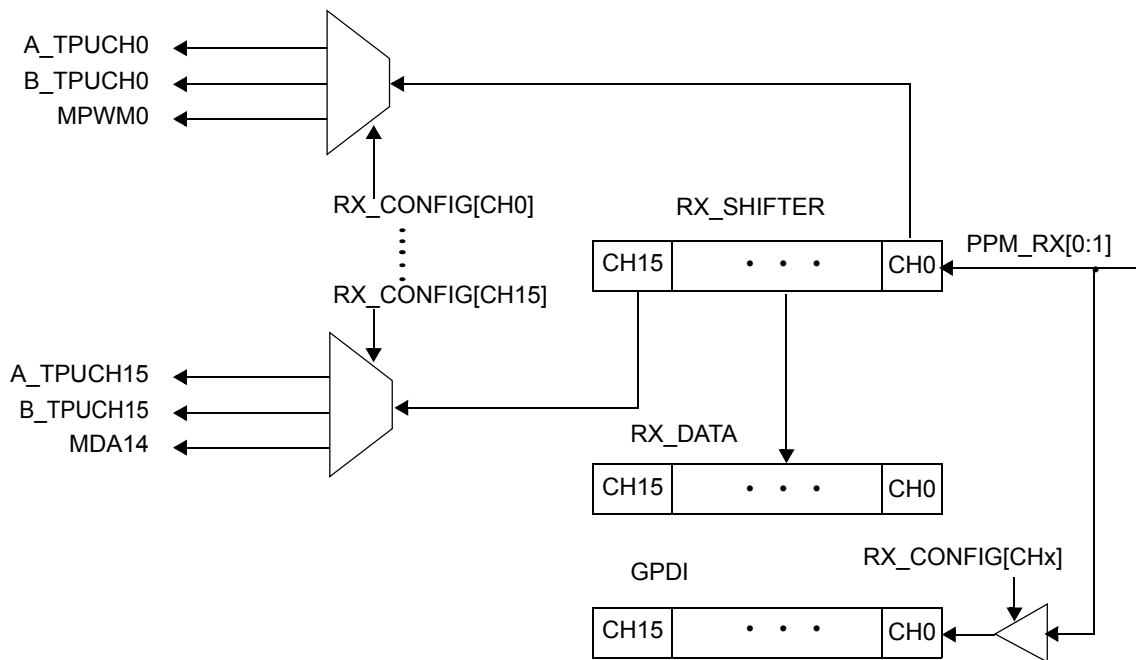 A_TPUCH0
B_TPUCH0
MPWM0
RX_CONFIG[CH0]
RX_SHIFTER
PPM_RX[0:1]
CH15 • • • CH0
RX_CONFIG[CH15]
A_TPUCH15
B_TPUCH15
MDA14
RX_DATA
CH15 • • • CH0
RX_CONFIG[CHx]
GPDI
CH15 • • • CH0